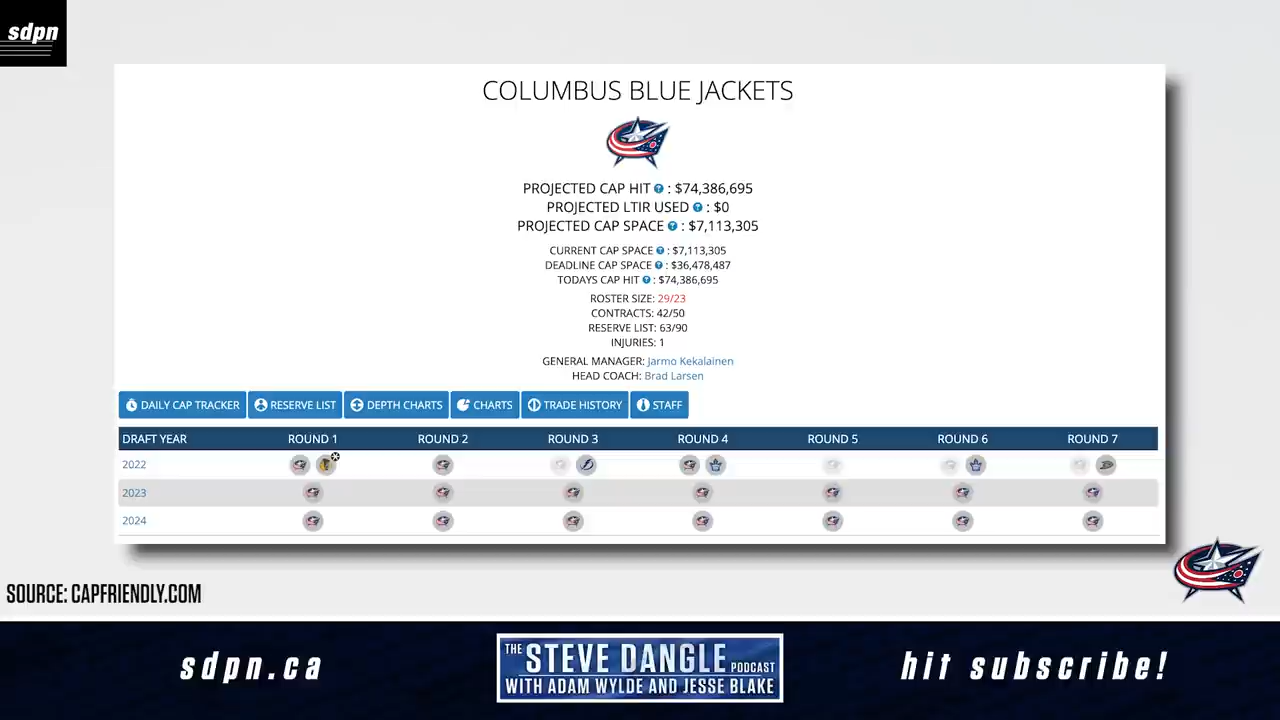 sdpn
COLUMBUS BLUE JACKETS
PROJECTED CAP HIT ? : $74,386,695
PROJECTED LTIR USED ? : $0
PROJECTED CAP SPACE ? : $7,113,305
CURRENT CAP SPACE ? : $7,113,305
DEADLINE CAP SPACE ? : $36,478,487
TODAYS CAP HIT ? : $74,386,695
ROSTER SIZE: 29/23
CONTRACTS: 42/50
RESERVE LIST: 63/90
INJURIES: 1
GENERAL MANAGER: Jarmo Kekalainen
HEAD COACH: Brad Larsen
DAILY CAP TRACKER RESERVE LIST DEPTH CHARTS CHARTS TRADE HISTORY STAFF
DRAFT YEAR ROUND 1 ROUND 2 ROUND 3 ROUND 4 ROUND 5 ROUND 6 ROUND 7
2022
2023
2024
SOURCE: CAPFRIENDLY.COM
sdpn.ca
THE STEVE DANGLE PODCAST
WITH ADAM WYLDE AND JESSE BLAKE
hit subscribe!